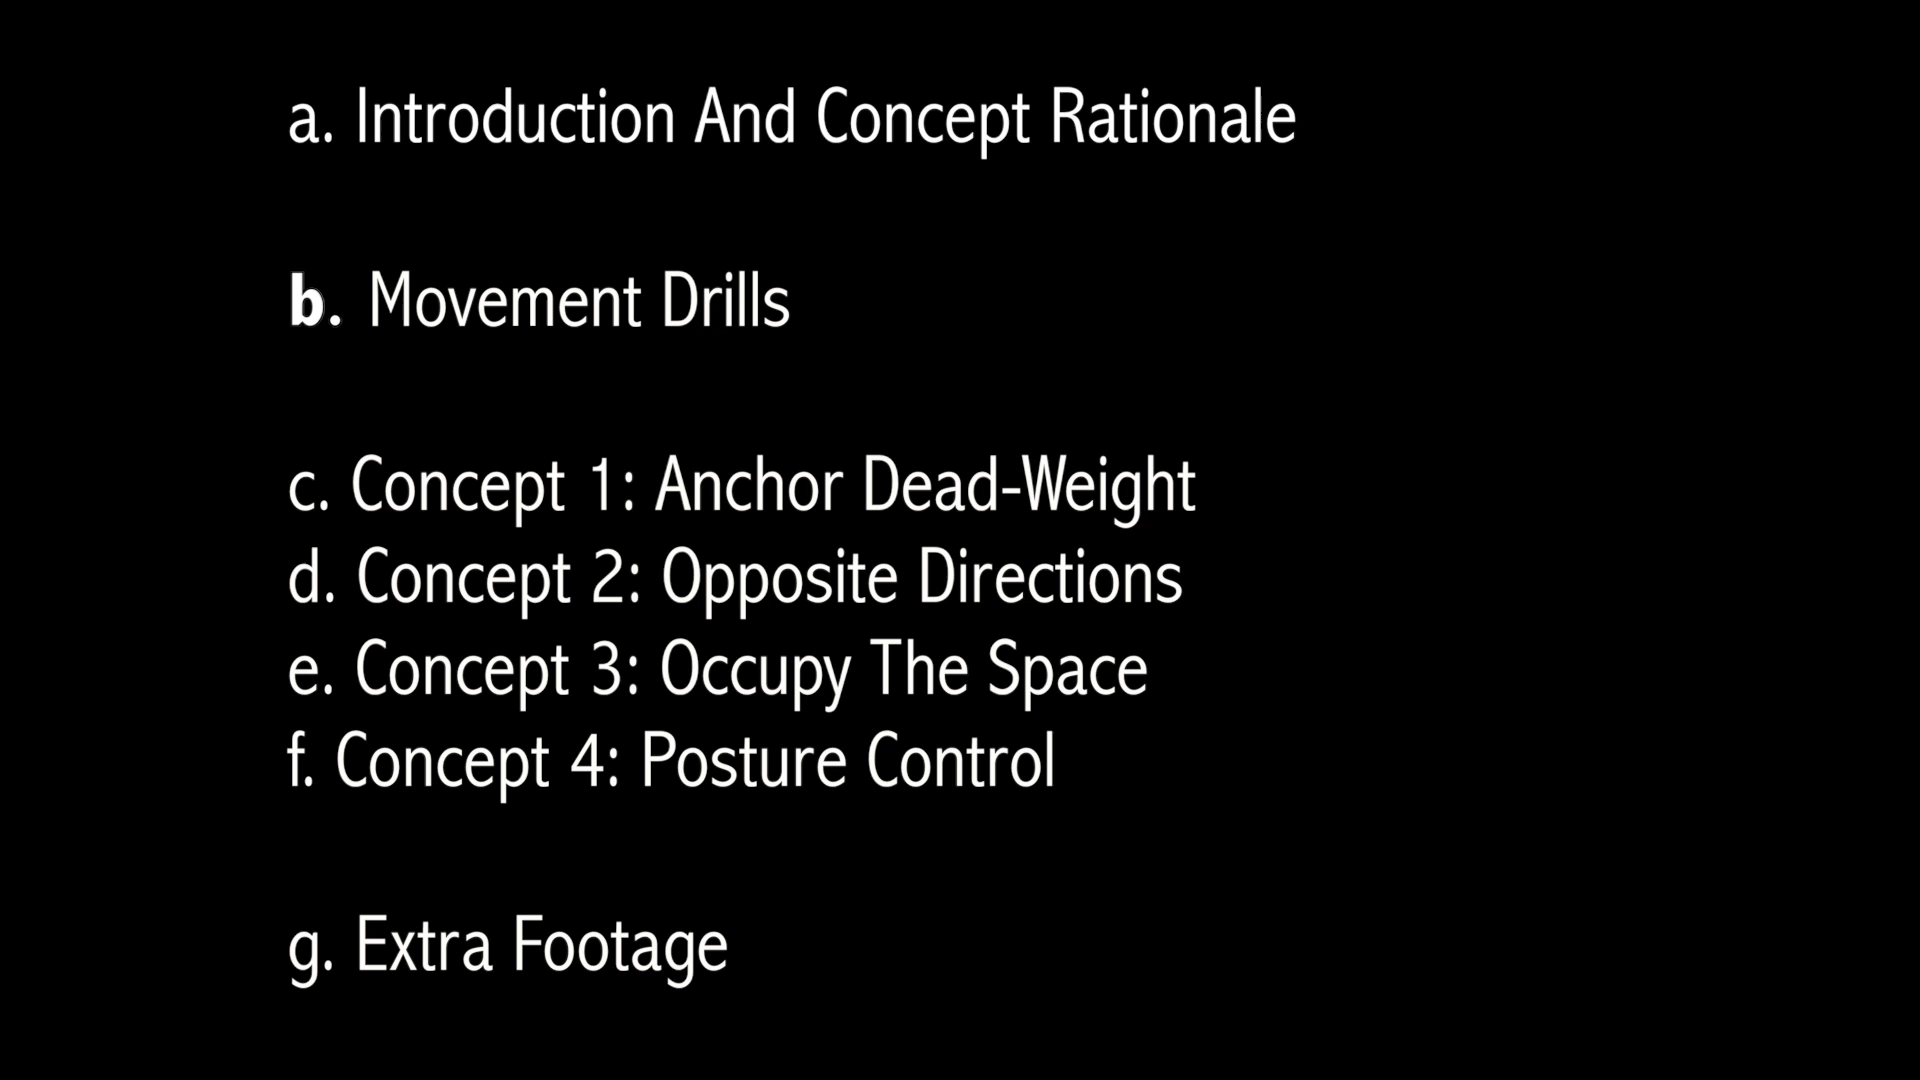 a. Introduction And Concept Rationale
b. Movement Drills
c. Concept 1: Anchor Dead-Weight
d. Concept 2: Opposite Directions
e. Concept 3: Occupy The Space
f. Concept 4: Posture Control
g. Extra Footage